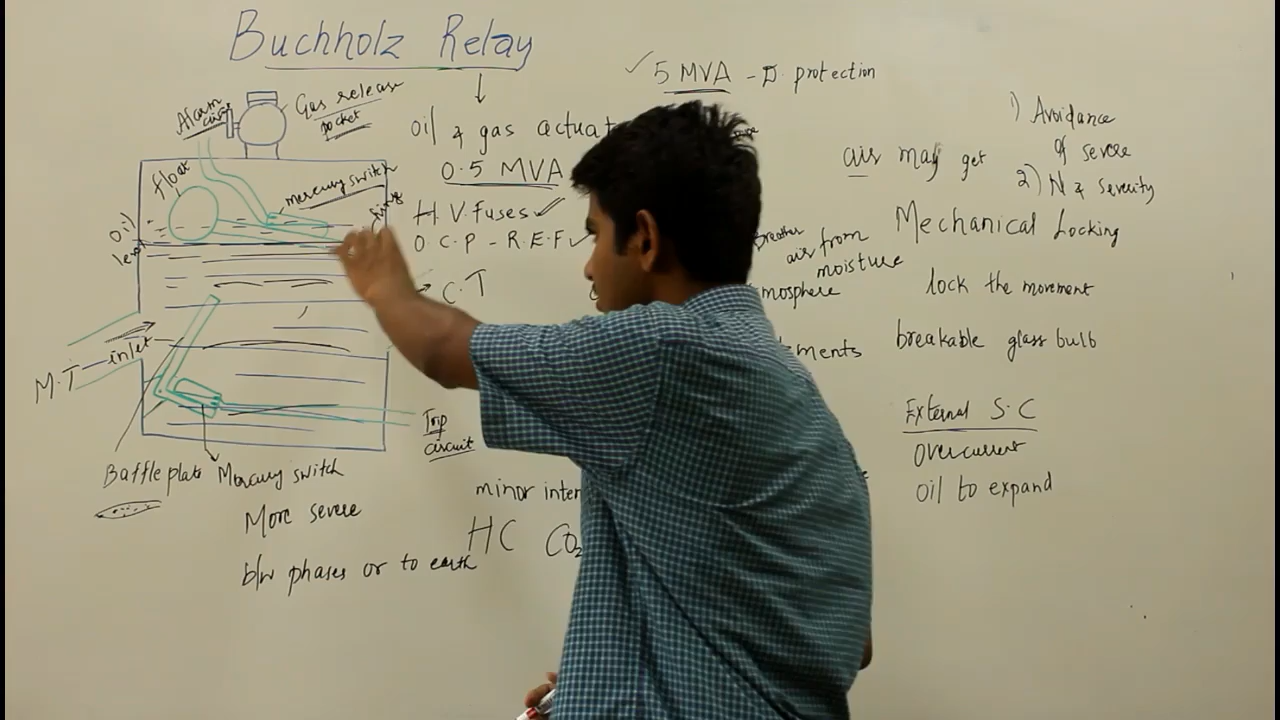 Buchholz Relay
5 MVA - D. protection
Alarm
Gas release
pocket
oil & gas actuat
0.5 MVA
H.V. Fuses
O.C.P - R.E.F
C.T
float
mercury switch
Oil
level
M.T
inlet
Trip
circuit
Baffle plate
Mercury switch
More severe
b/w phases or to earth
minor inter
HC CO2
air may get
Breather
air from
moisture
mosphere
ements
1) Avoidance
of severe
2) N & Severity
Mechanical Locking
lock the movement
breakable glass bulb
External S.C
overcurrent
oil to expand